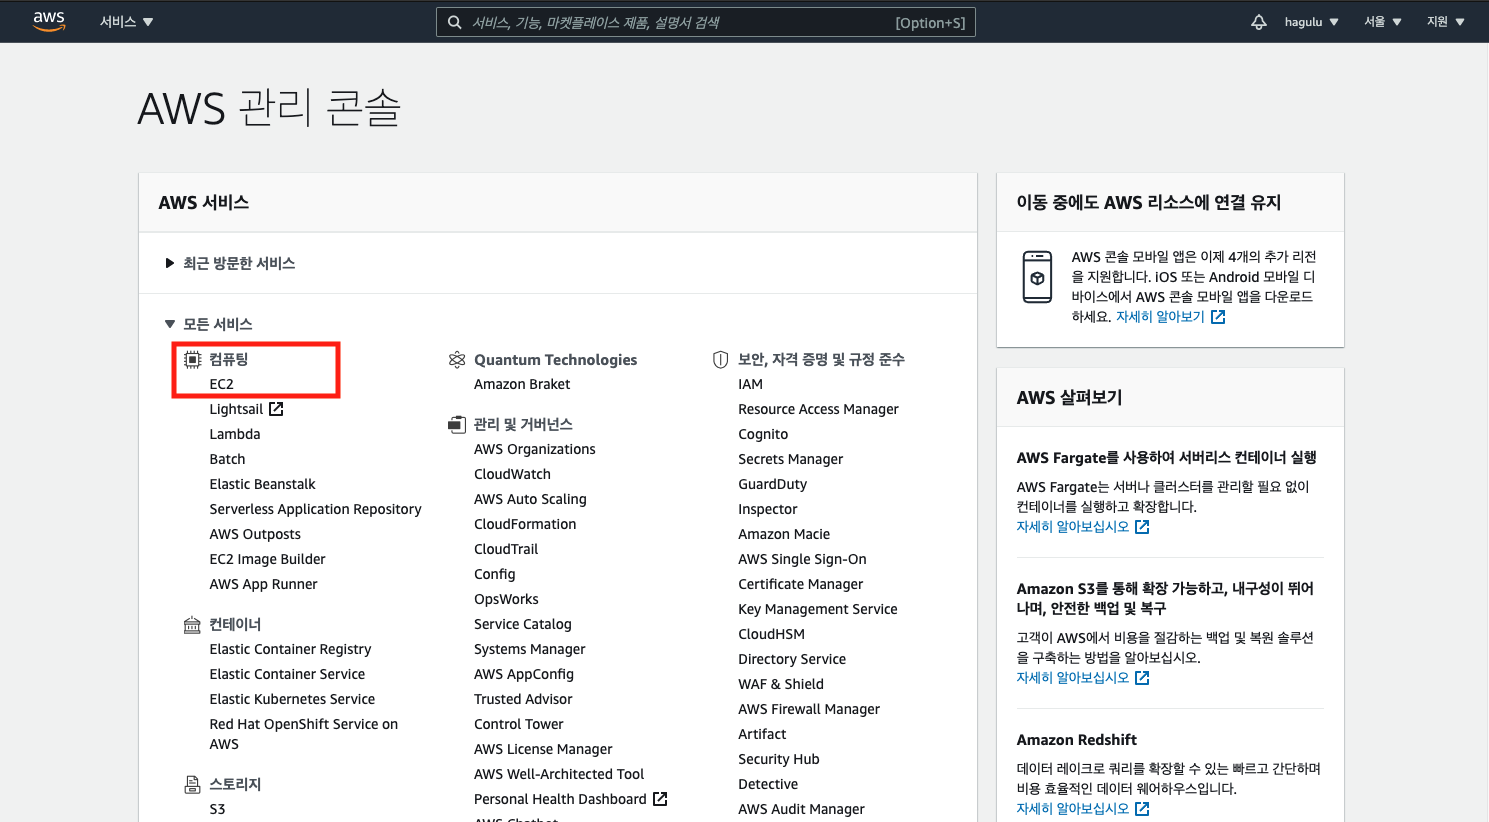 aws
서비스
서비스, 기능, 마켓플레이스 제품, 설명서 검색
[Option+S]
hagulu
서울
지원
AWS 관리 콘솔
AWS 서비스
최근 방문한 서비스
모든 서비스
컴퓨팅
EC2
Lightsail
Lambda
Batch
Elastic Beanstalk
Serverless Application Repository
AWS Outposts
EC2 Image Builder
AWS App Runner
컨테이너
Elastic Container Registry
Elastic Container Service
Elastic Kubernetes Service
Red Hat OpenShift Service on
AWS
스토리지
S3
Quantum Technologies
Amazon Braket
관리 및 거버넌스
AWS Organizations
CloudWatch
AWS Auto Scaling
CloudFormation
CloudTrail
Config
OpsWorks
Service Catalog
Systems Manager
AWS AppConfig
Trusted Advisor
Control Tower
AWS License Manager
AWS Well-Architected Tool
Personal Health Dashboard
AWS Chatbot
보안, 자격 증명 및 규정 준수
IAM
Resource Access Manager
Cognito
Secrets Manager
GuardDuty
Inspector
Amazon Macie
AWS Single Sign-On
Certificate Manager
Key Management Service
CloudHSM
Directory Service
WAF & Shield
AWS Firewall Manager
Artifact
Security Hub
Detective
AWS Audit Manager
이동 중에도 AWS 리소스에 연결 유지
AWS 콘솔 모바일 앱은 이제 4개의 추가 리전
을 지원합니다. iOS 또는 Android 모바일 디
바이스에서 AWS 콘솔 모바일 앱을 다운로드
하세요. 자세히 알아보기
AWS 살펴보기
AWS Fargate를 사용하여 서버리스 컨테이너 실행
AWS Fargate는 서버나 클러스터를 관리할 필요 없이
컨테이너를 실행하고 확장합니다.
자세히 알아보십시오
Amazon S3를 통해 확장 가능하고, 내구성이 뛰어
나며, 안전한 백업 및 복구
고객이 AWS에서 비용을 절감하는 백업 및 복원 솔루션
을 구축하는 방법을 알아보십시오.
자세히 알아보십시오
Amazon Redshift
데이터 레이크로 쿼리를 확장할 수 있는 빠르고 간단하며
비용 효율적인 데이터 웨어하우스입니다.
자세히 알아보십시오